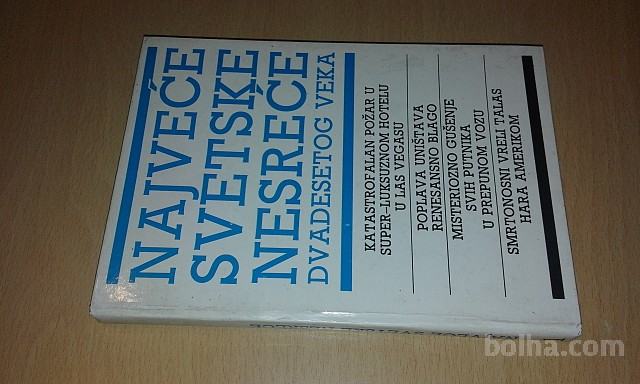 NAJVEĆE
SVETSKE
NESREĆE
DVADESETOG VEKA
KATASTROFALAN POŽAR U
SUPER-LUKSUZNOM HOTELU
U LAS VEGASU
POPLAVA UNIŠTAVA
RENESANSNO BLAGO
MISTERIOZNO GUŠENJE
SVIH PUTNIKA
U PREPUNOM VOZU
SMRTONOSNI VRELI TALAS
HARA AMERIKOM
bolha.com